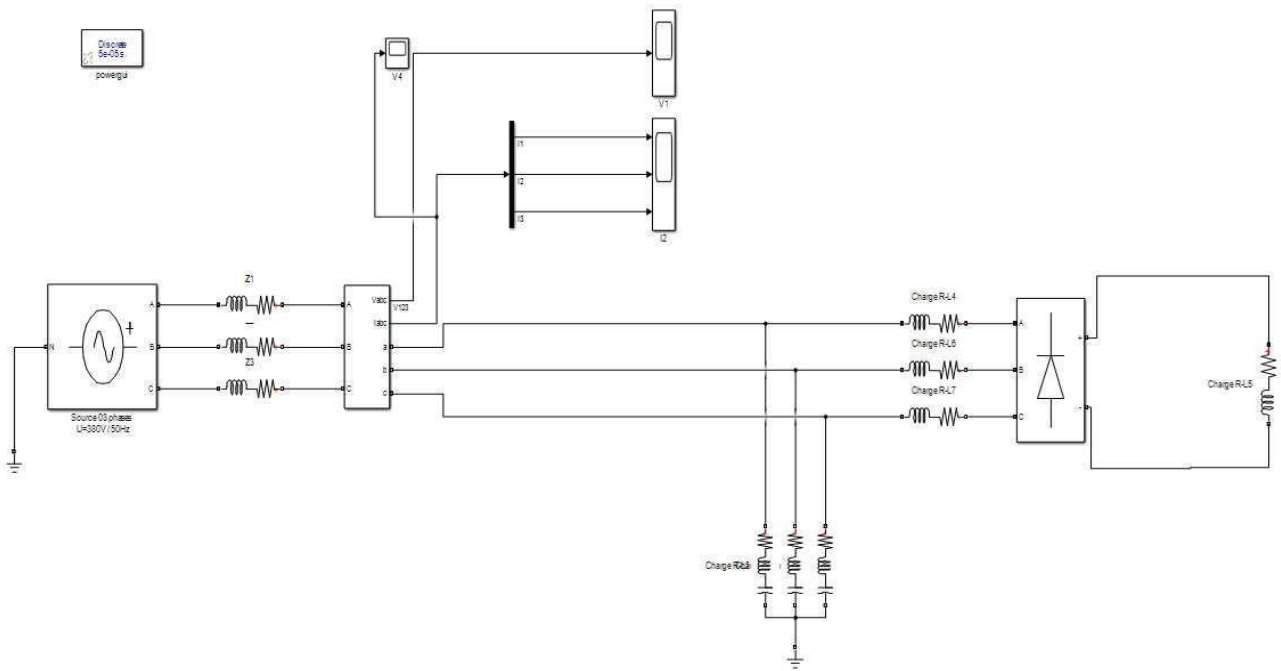 Discrete
5e-05 s.
powergui
V4
V1
I1
I2
I3
I2
Z1
Z3
A
B
C
N
A
B
C
Vabc
V123
Iabc
a
b
c
Source 03 phases
U=380V / 50Hz
Charge R-L4
Charge R-L6
Charge R-L7
A
B
C
+
-
Charge R-L5